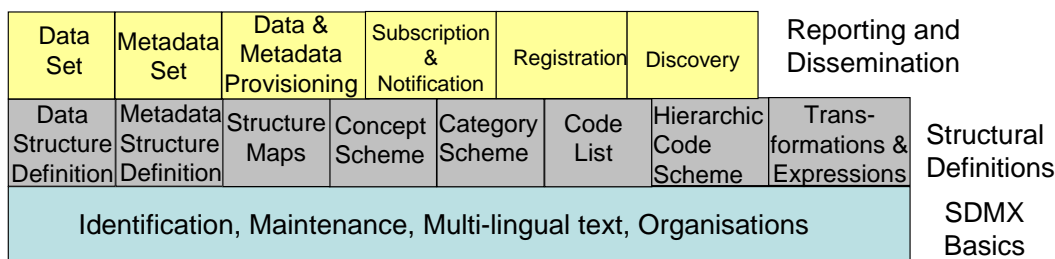 Data
Set
Metadata
Set
Data &
Metadata
Provisioning
Subscription
&
Notification
Registration
Discovery
Reporting and
Dissemination
Data
Structure
Definition
Metadata
Structure
Definition
Structure
Maps
Concept
Scheme
Category
Scheme
Code
List
Hierarchic
Code
Scheme
Trans-
formations &
Expressions
Structural
Definitions
Identification, Maintenance, Multi-lingual text, Organisations
SDMX
Basics